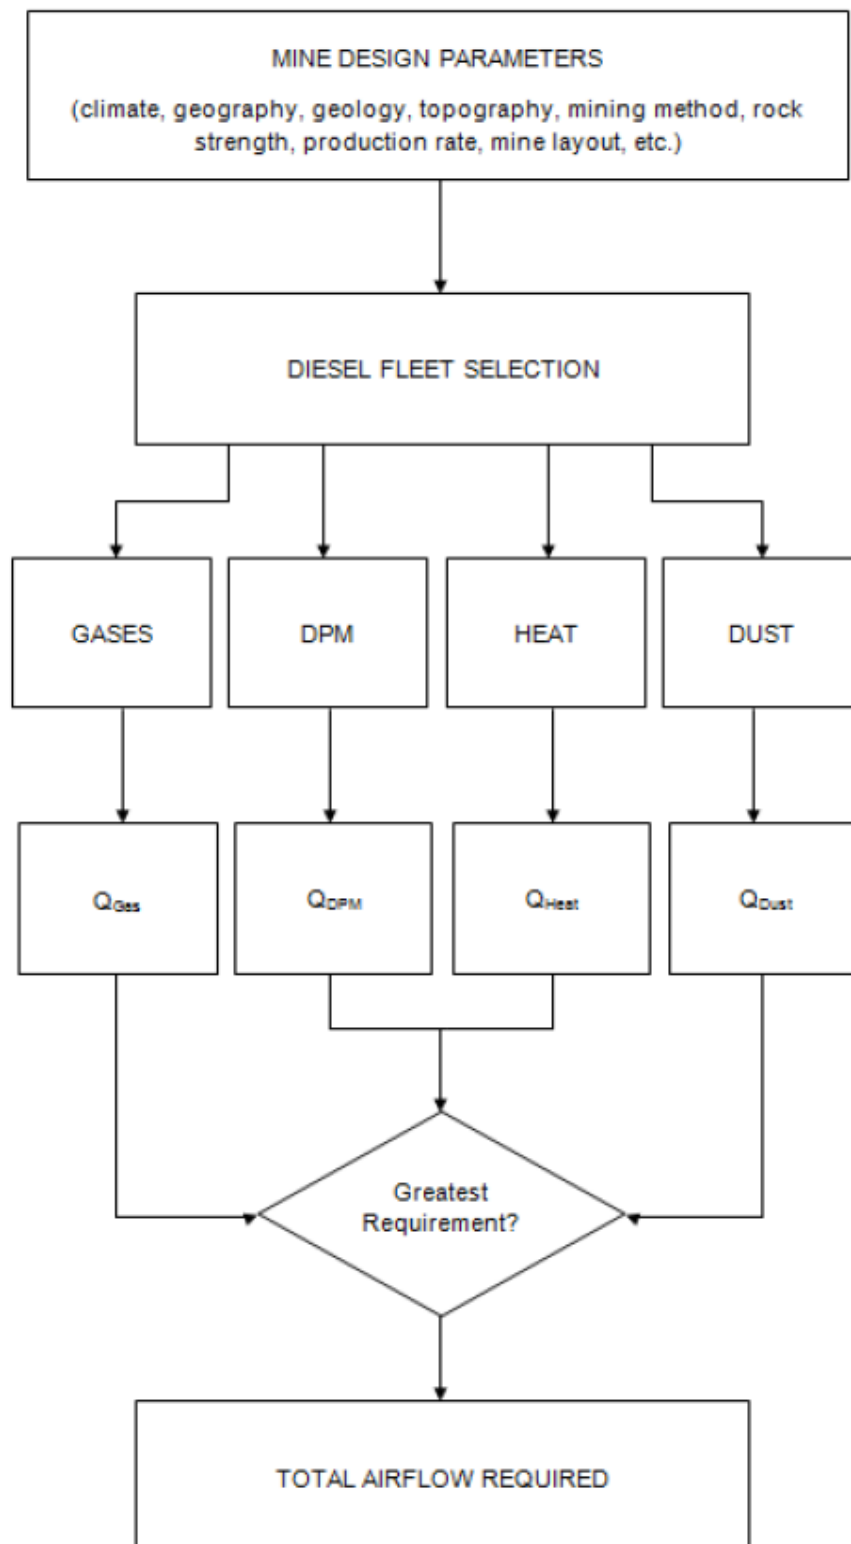 MINE DESIGN PARAMETERS
(climate, geography, geology, topography, mining method, rock
strength, production rate, mine layout, etc.)
DIESEL FLEET SELECTION
GASES
DPM
HEAT
DUST
QGas
QDPM
QHeat
QDust
Greatest
Requirement?
TOTAL AIRFLOW REQUIRED